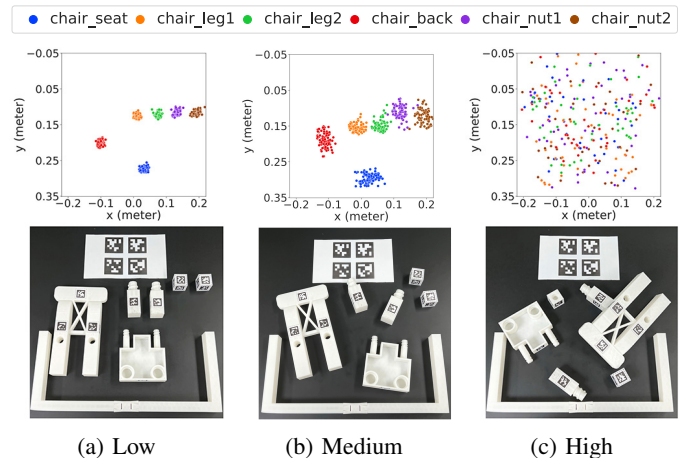 chair_seat chair_leg1 chair_leg2 chair_back chair_nut1 chair_nut2
−0.05 −0.05 −0.05
0.05 0.05 0.05
y (meter) y (meter) y (meter)
0.15 0.15 0.15
0.25 0.25 0.25
0.35 0.35 0.35
−0.2 −0.1 0.0 0.1 0.2 −0.2 −0.1 0.0 0.1 0.2 −0.2 −0.1 0.0 0.1 0.2
x (meter) x (meter) x (meter)
(a) Low (b) Medium (c) High